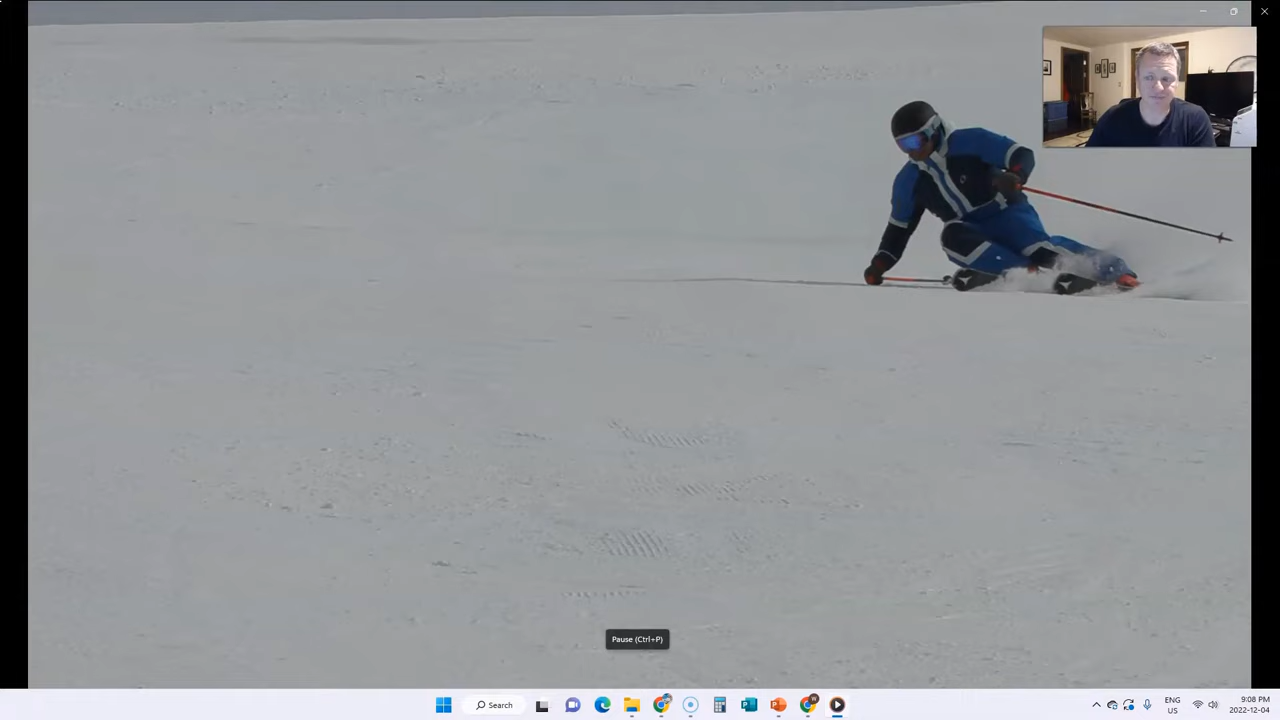 Pause (Ctrl+P)
Search
ENG
US
9:08 PM
2022-12-04